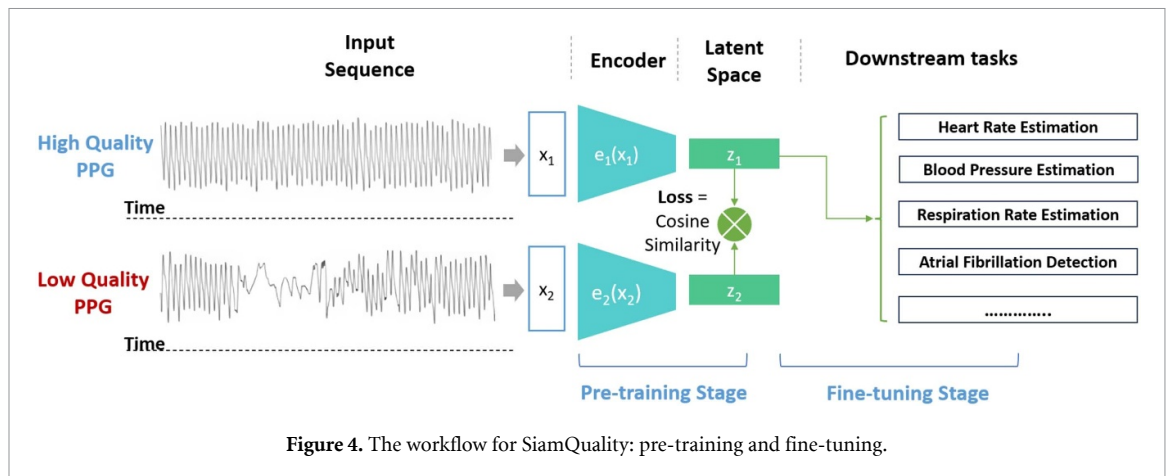 Input
Sequence
Encoder
Latent
Space
Downstream tasks
High Quality
PPG
x₁
e₁(x₁)
z₁
Time
Loss =
Cosine
Similarity
Low Quality
PPG
x₂
e₂(x₂)
z₂
Time
Heart Rate Estimation
Blood Pressure Estimation
Respiration Rate Estimation
Atrial Fibrillation Detection
…………..
Pre-training Stage
Fine-tuning Stage
Figure 4. The workflow for SiamQuality: pre-training and fine-tuning.